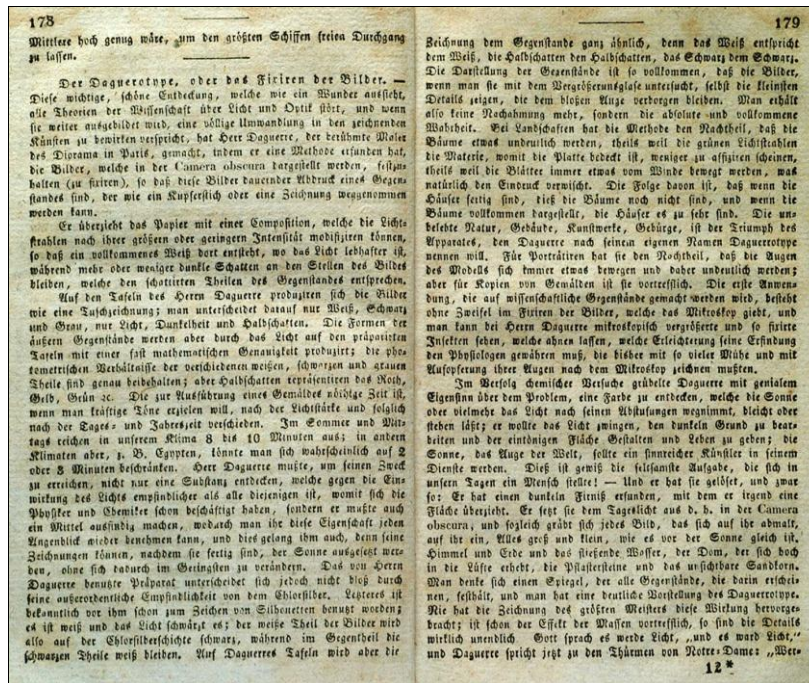 178
Mittlere hoch genug wäre, um den größten Schiffen freien Durchgang
zu lassen.
Der Daguerotype, oder das Fixiren der Bilder. —
Diese wichtige, schöne Entdeckung, welche wie ein Wunder aussieht,
alle Theorien der Wissenschaft über Licht und Optik stört, und wenn
sie weiter ausgebildet wird, eine völlige Umwandlung in den zeichnenden
Künsten zu bewirken verspricht, hat Herr Daguerre, der berühmte Maler
des Diorama in Paris, gemacht, indem er eine Methode erfunden hat,
die Bilder, welche in der Camera obscura dargestellt werden, festzu-
halten (zu fixiren), so daß diese Bilder dauernder Abdruck eines Gegen-
standes sind, der wie ein Kupferstich oder eine Zeichnung weggenommen
werden kann.
Er überzieht das Papier mit einer Composition, welche die Licht-
strahlen nach ihrer größern oder geringern Intensität modifiziren können,
so daß ein vollkommenes Weiß dort entsteht, wo das Licht lebhafter ist,
während mehr oder weniger dunkle Schatten an den Stellen des Bildes
bleiben, welche den schattirten Theilen des Gegenstandes entsprechen.
Auf den Tafeln des Herrn Daguerre produziren sich die Bilder
wie eine Tuschzeichnung; man unterscheidet darauf nur Weiß, Schwarz
und Grau, nur Licht, Dunkelheit und Halbschatten. Die Formen der
äußern Gegenstände werden aber durch das Licht auf den präparirten
Tafeln mit einer fast mathematischen Genauigkeit produzirt; die pho-
tometrischen Verhältnisse der verschiedenen weißen, schwarzen und grauen
Theile sind genau beibehalten; aber Halbschatten repräsentiren das Roth,
Gelb, Grün ꝛc. Die zur Ausführung eines Gemäldes nöthige Zeit ist,
wenn man kräftige Töne erzielen will, nach der Lichtstärke und folglich
nach der Tages- und Jahreszeit verschieden. Im Sommer und Mit-
tags reichen in unserem Klima 8 bis 10 Minuten aus; in andern
Klimaten aber, z. B. Egypten, könnte man sich wahrscheinlich auf 2
oder 3 Minuten beschränken. Herr Daguerre mußte, um seinen Zweck
zu erreichen, nicht nur eine Substanz entdecken, welche gegen die Ein-
wirkung des Lichts empfindlicher als alle diejenigen ist, womit sich die
Physiker und Chemiker schon beschäftigt haben, sondern er mußte auch
ein Mittel ausfindig machen, wodurch man ihr diese Eigenschaft jeden
Augenblick wieder benehmen kann, und dies gelang ihm auch, denn seine
Zeichnungen können, nachdem sie fertig sind, der Sonne ausgesetzt wer-
den, ohne sich dadurch im Geringsten zu verändern. Das von Herrn
Daguerre benutzte Präparat unterscheidet sich jedoch nicht bloß durch
seine außerordentliche Empfindlichkeit von dem Chlorsilber. Letzteres ist
bekanntlich vor ihm schon zum Zeichen von Silhouetten benutzt worden;
es ist weiß und das Licht schwärzt es; der weiße Theil der Bilder wird
also auf der Chlorsilberschichte schwarz, während im Gegentheil die
schwarzen Theile weiß bleiben. Auf Daguerres Tafeln wird aber die
179
Zeichnung dem Gegenstande ganz ähnlich, denn das Weiß entspricht
dem Weiß, die Halbschatten den Halbschatten, das Schwarz dem Schwarz.
Die Darstellung der Gegenstände ist so vollkommen, daß die Bilder,
wenn man sie mit dem Vergrößerungsglase untersucht, selbst die kleinsten
Details zeigen, die dem bloßen Auge verborgen bleiben. Man erhält
also keine Nachahmung mehr, sondern die absolute und vollkommene
Wahrheit. Bei Landschaften hat die Methode den Nachtheil, daß die
Bäume etwas undeutlich werden, theils weil die grünen Lichtstrahlen
die Materie, womit die Platte bedeckt ist, weniger zu affiziren scheinen,
theils weil die Blätter immer etwas vom Winde bewegt werden, was
natürlich den Eindruck verwischt. Die Folge davon ist, daß wenn die
Häuser fertig sind, dieß die Bäume noch nicht sind, und wenn die
Bäume vollkommen dargestellt, die Häuser es zu sehr sind. Die un-
belebte Natur, Gebäude, Kunstwerke, Gebürge, ist der Triumph des
Apparates, den Daguerre nach seinem eigenen Namen Daguerrotype
nennen will. Für Porträtiren hat sie den Nachtheil, daß die Augen
des Modells sich immer etwas bewegen und daher undeutlich werden;
aber für Kopien von Gemälden ist sie vortrefflich. Die erste Anwen-
dung, die auf wissenschaftliche Gegenstände gemacht werden wird, besteht
ohne Zweifel im Fixiren der Bilder, welche das Mikroskop giebt, und
man kann bei Herrn Daguerre mikroskopisch vergrößerte und so fixirte
Insekten sehen, welche ahnen lassen, welche Erleichterung seine Erfindung
den Physiologen gewähren muß, die bisher mit so vieler Mühe und mit
Aufopferung ihrer Augen nach dem Mikroskop zeichnen mußten.
Im Verfolg chemischer Versuche grübelte Daguerre mit genialem
Eigensinn über dem Problem, eine Farbe zu entdecken, welche die Sonne
oder vielmehr das Licht nach seinen Abstufungen wegnimmt, bleicht oder
stehen läßt; er wollte das Licht zwingen, den dunkeln Grund zu bear-
beiten und der eintönigen Fläche Gestalten und Leben zu geben; die
Sonne, das Auge der Welt, sollte ein sinnreicher Künstler in seinem
Dienste werden. Dieß ist gewiß die seltsamste Aufgabe, die sich in
unsern Tagen ein Mensch stellte! — Und er hat sie gelöset, und zwar
so: Er hat einen dunkeln Firniß erfunden, mit dem er irgend eine
Fläche überzieht. Er setzt sie dem Tageslicht aus d. h. in der Camera
obscura, und sogleich gräbt sich jedes Bild, das sich auf ihr abmalt,
auf ihr ein, Alles groß und klein, wie es vor der Sonne gleich ist.
Himmel und Erde und das fließende Wasser, der Dom, der sich hoch
in die Lüfte erhebt, die Pflastersteine und das unsichtbare Sandkorn.
Man denke sich einen Spiegel, der alle Gegenstände, die darin erschei-
nen, festhält, und man hat eine deutliche Vorstellung des Daguerrotype.
Nie hat die Zeichnung des größten Meisters diese Wirkung hervorge-
bracht; ist schon der Effekt der Massen vortrefflich, so sind die Details
wirklich unendlich Gott sprach es werde Licht, „und es ward Licht,“
und Daguerre spricht jetzt zu den Thürmen von Notre-Dame: „Wer-
12*